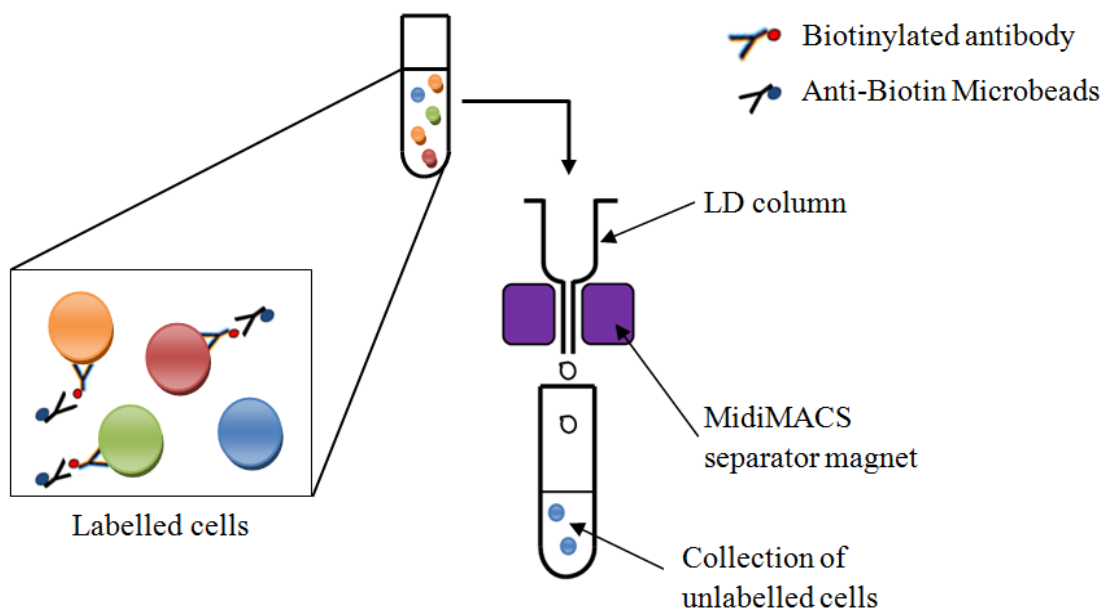 Biotinylated antibody
Anti-Biotin Microbeads
LD column
MidiMACS
separator magnet
Labelled cells
Collection of
unlabelled cells